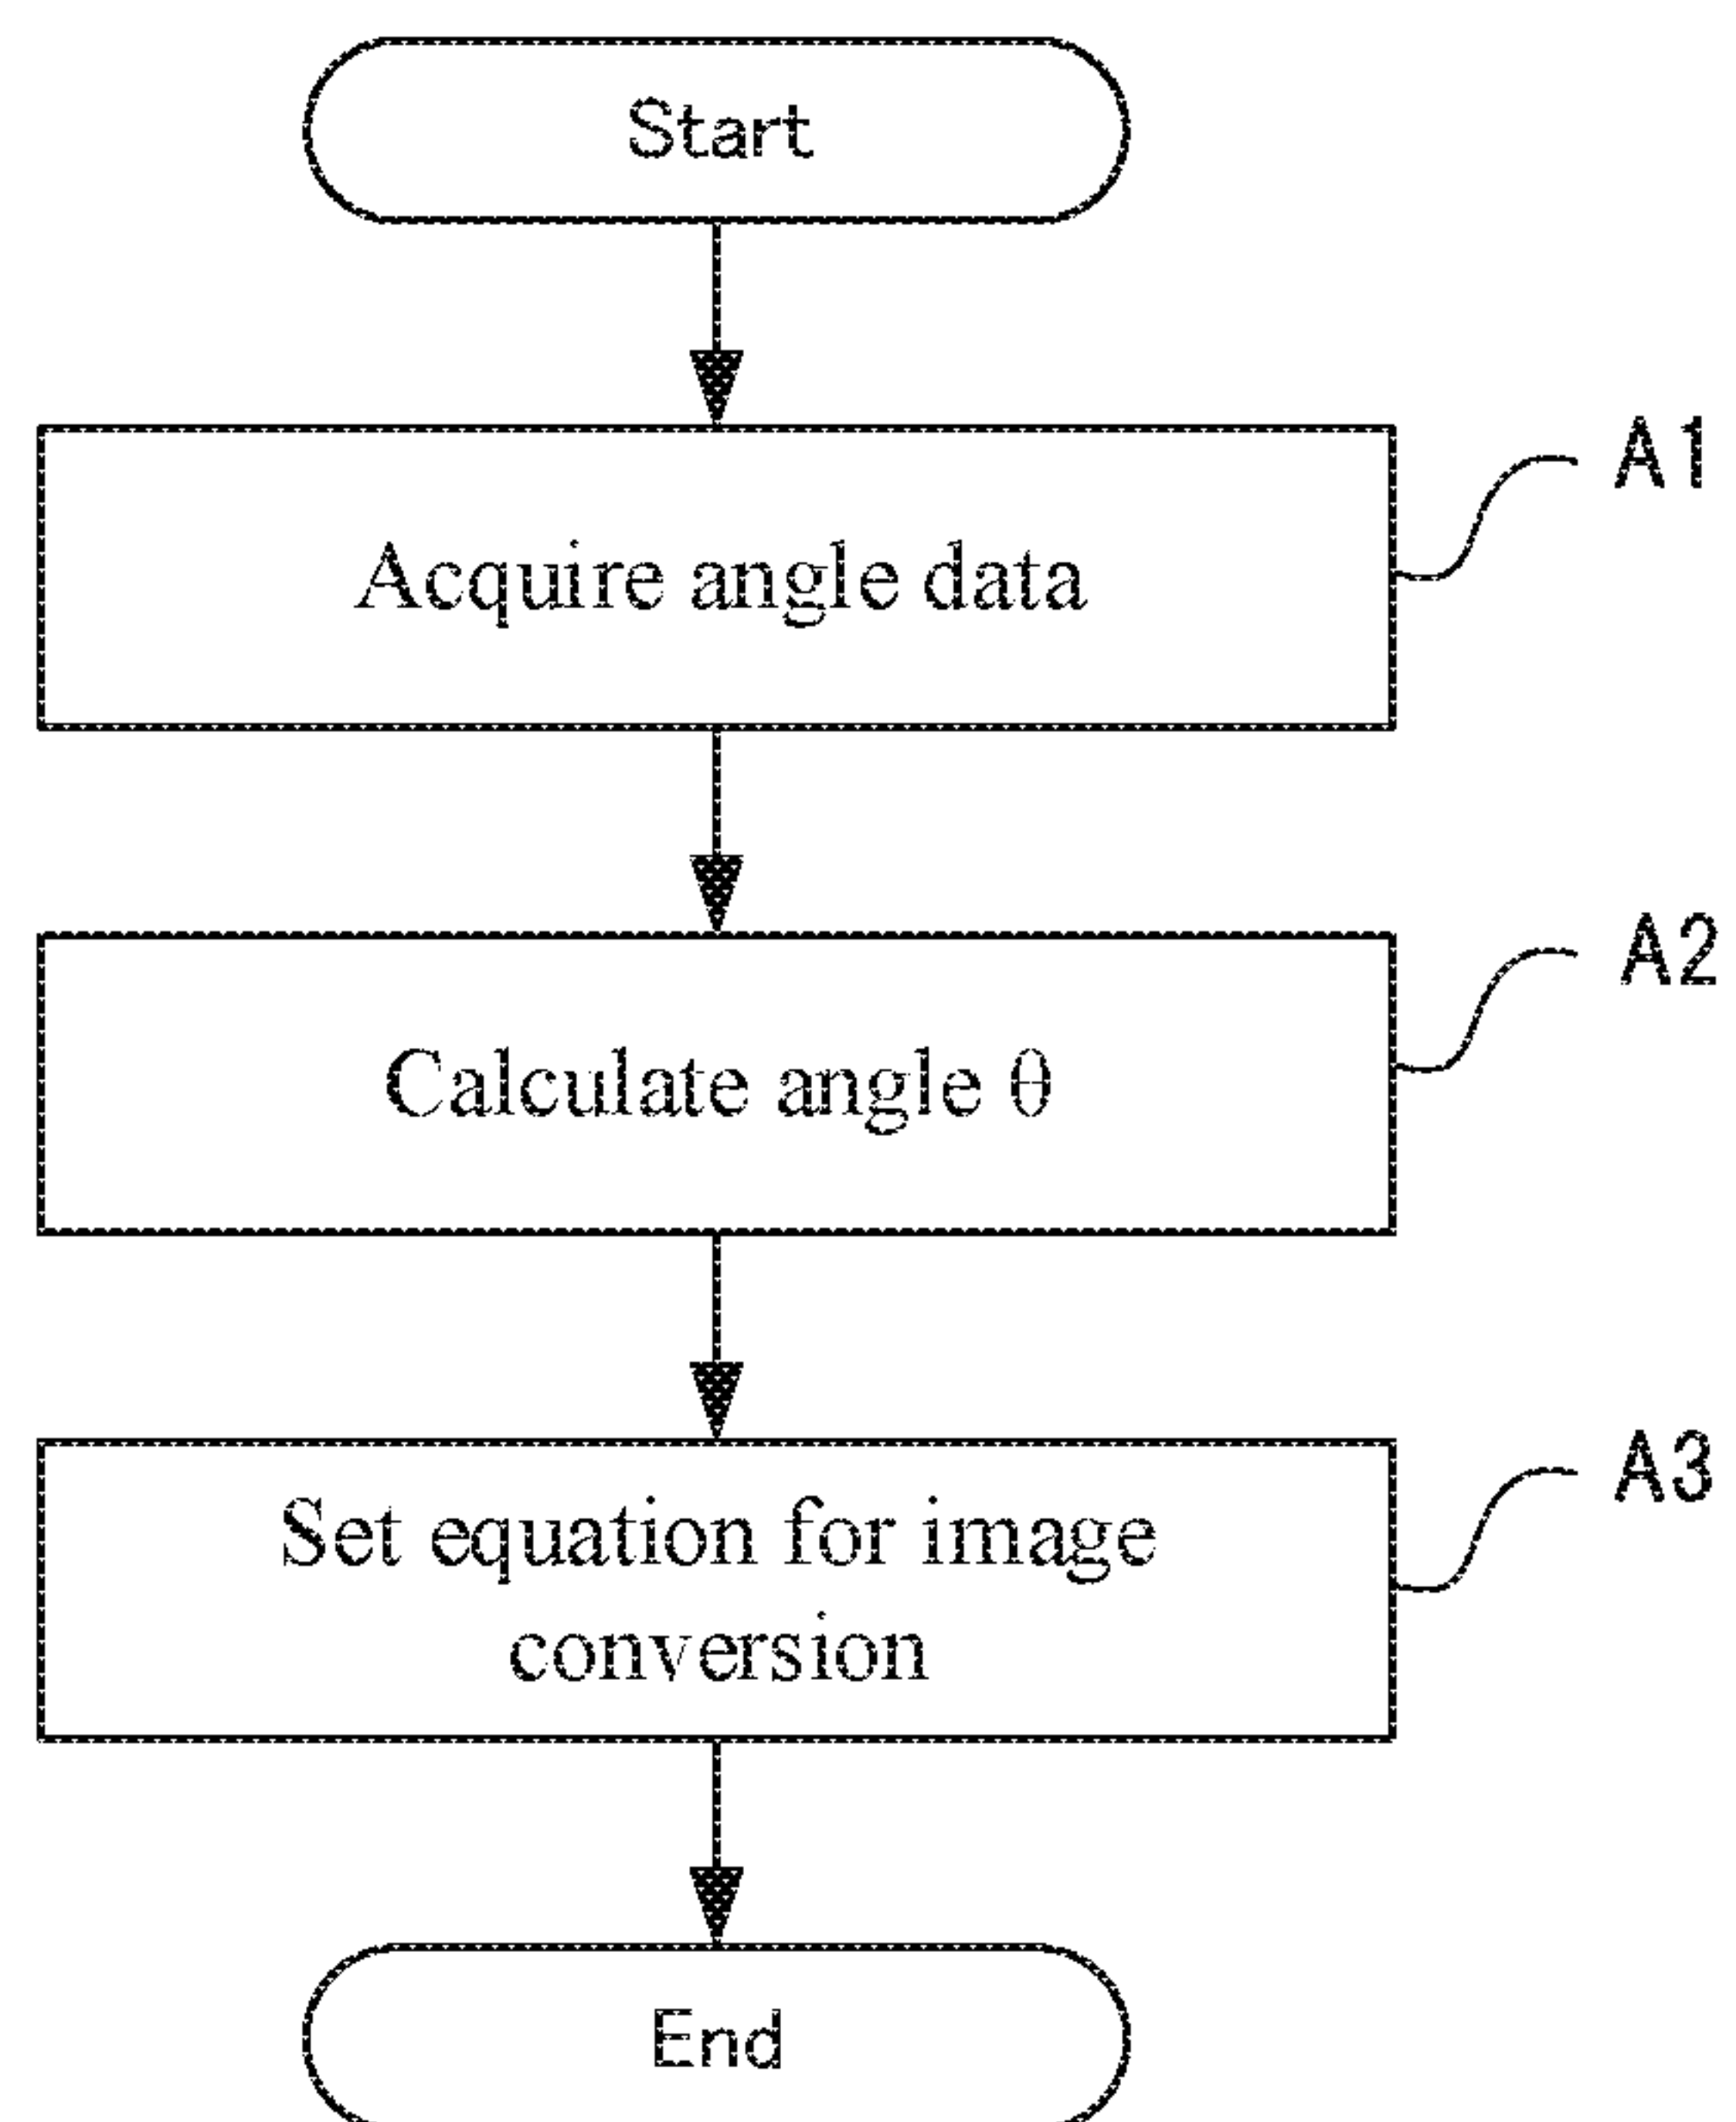 Start
A1
Acquire angle data
A2
Calculate angle θ
A3
Set equation for image
conversion
End